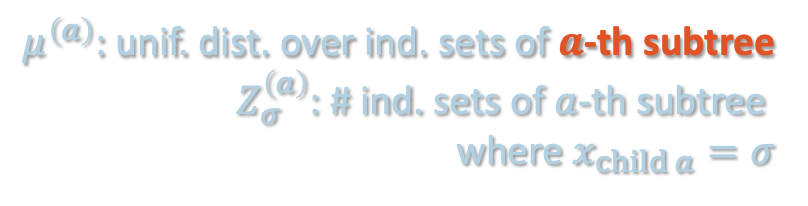 μ^(a): unif. dist. over ind. sets of a-th subtree
Z_σ^(a): # ind. sets of a-th subtree
where x_child a = σ